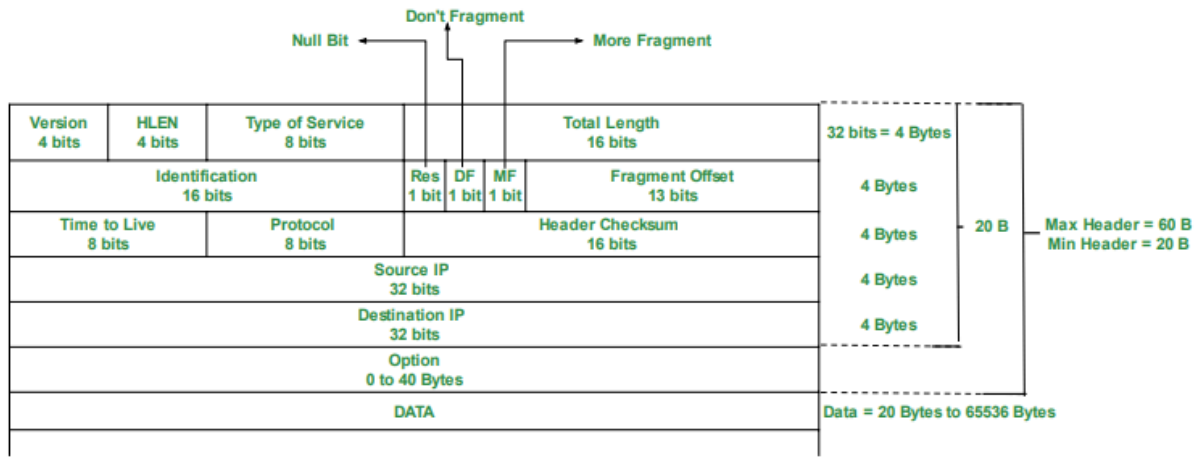 Don't Fragment
Null Bit
More Fragment
Version
4 bits
HLEN
4 bits
Type of Service
8 bits
Total Length
16 bits
32 bits = 4 Bytes
Identification
16 bits
Res
1 bit
DF
1 bit
MF
1 bit
Fragment Offset
13 bits
4 Bytes
Time to Live
8 bits
Protocol
8 bits
Header Checksum
16 bits
4 Bytes
20 B
Max Header = 60 B
Min Header = 20 B
Source IP
32 bits
4 Bytes
Destination IP
32 bits
4 Bytes
Option
0 to 40 Bytes
DATA
Data = 20 Bytes to 65536 Bytes